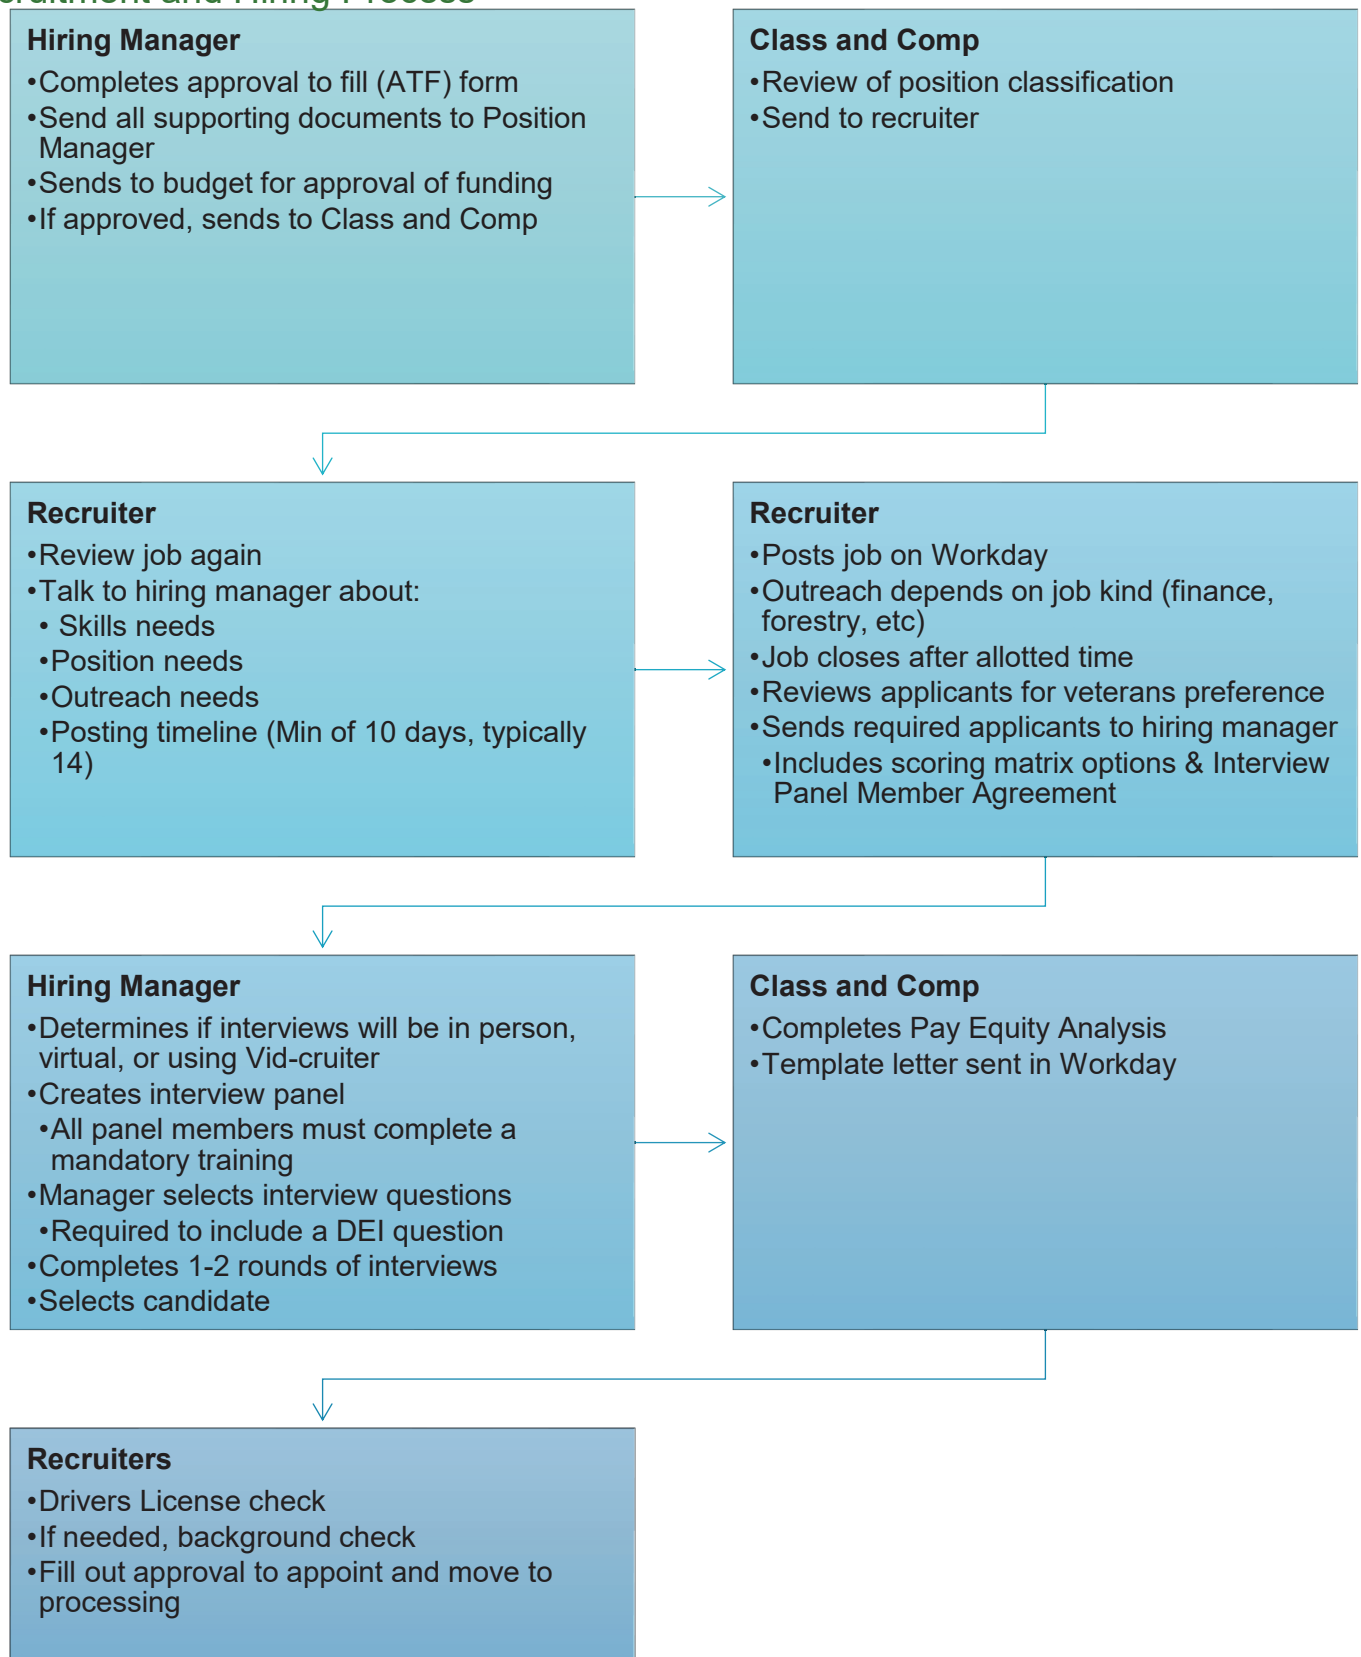 cruitment and Hiring Process
Hiring Manager
•Completes approval to fill (ATF) form
•Send all supporting documents to Position
Manager
•Sends to budget for approval of funding
•If approved, sends to Class and Comp
Class and Comp
•Review of position classification
•Send to recruiter
Recruiter
•Review job again
•Talk to hiring manager about:
• Skills needs
•Position needs
•Outreach needs
•Posting timeline (Min of 10 days, typically
14)
Recruiter
•Posts job on Workday
•Outreach depends on job kind (finance,
forestry, etc)
•Job closes after allotted time
•Reviews applicants for veterans preference
•Sends required applicants to hiring manager
•Includes scoring matrix options & Interview
Panel Member Agreement
Hiring Manager
•Determines if interviews will be in person,
virtual, or using Vid-cruiter
•Creates interview panel
•All panel members must complete a
mandatory training
•Manager selects interview questions
•Required to include a DEI question
•Completes 1-2 rounds of interviews
•Selects candidate
Class and Comp
•Completes Pay Equity Analysis
•Template letter sent in Workday
Recruiters
•Drivers License check
•If needed, background check
•Fill out approval to appoint and move to
processing